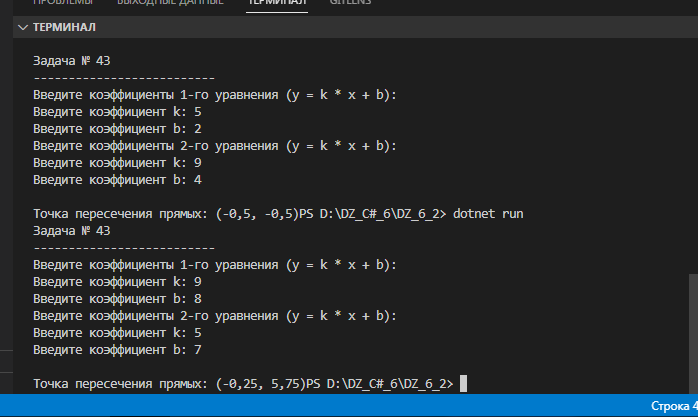 ПРОБЛЕМЫ ВЫХОДНЫЕ ДАННЫЕ ТЕРМИНАЛ GITLENS
ТЕРМИНАЛ
Задача № 43
--------------------------
Введите коэффициенты 1-го уравнения (y = k * x + b):
Введите коэффициент k: 5
Введите коэффициент b: 2
Введите коэффициенты 2-го уравнения (y = k * x + b):
Введите коэффициент k: 9
Введите коэффициент b: 4
Точка пересечения прямых: (-0,5, -0,5)PS D:\DZ_C#_6\DZ_6_2> dotnet run
Задача № 43
--------------------------
Введите коэффициенты 1-го уравнения (y = k * x + b):
Введите коэффициент k: 9
Введите коэффициент b: 8
Введите коэффициенты 2-го уравнения (y = k * x + b):
Введите коэффициент k: 5
Введите коэффициент b: 7
Точка пересечения прямых: (-0,25, 5,75)PS D:\DZ_C#_6\DZ_6_2>
Строка 4